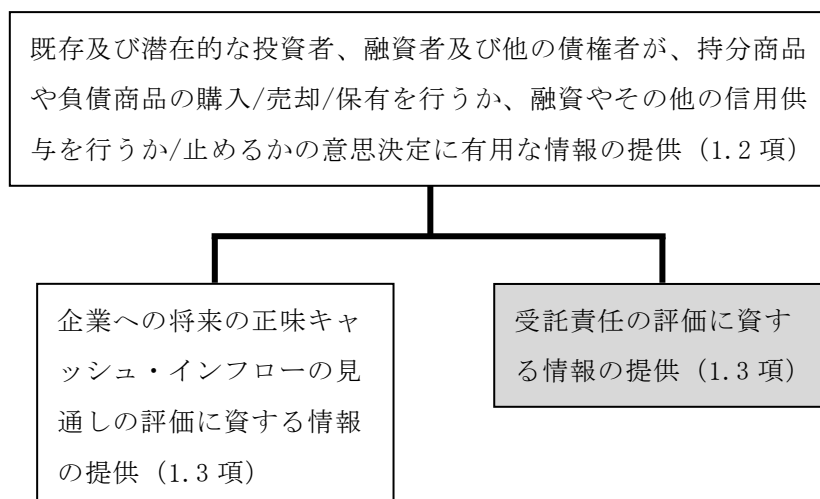 既存及び潜在的な投資者、融資者及び他の債権者が、持分商品
や負債商品の購入/売却/保有を行うか、融資やその他の信用供
与を行うか/止めるかの意思決定に有用な情報の提供（1.2 項）
企業への将来の正味キャ
ッシュ・インフローの見
通しの評価に資する情報
の提供（1.3 項）
受託責任の評価に資す
る情報の提供（1.3 項）